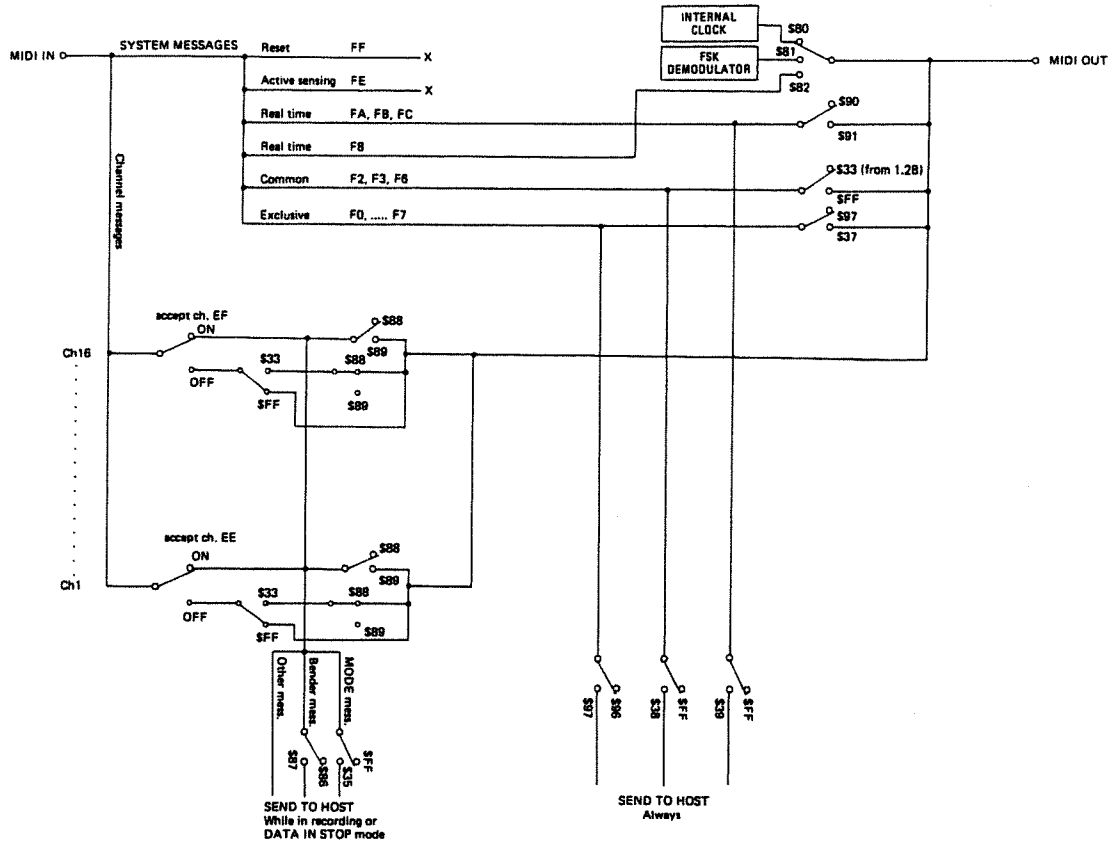 INTERNAL
CLOCK
$80
MIDI IN
SYSTEM MESSAGES
Reset FF
X
$81
FSK
DEMODULATOR
MIDI OUT
Active sensing FE
X
$82
Real time FA, FB, FC
$90
$91
Real time F8
Channel messages
Common F2, F3, F6
$33 (from 1.2B)
$FF
Exclusive F0, ..... F7
$97
$37
accept ch. EF
ON
$88
Ch16
$89
$33
$88
OFF
$FF
$89
accept ch. EE
ON
$88
Ch1
$89
$33
$88
OFF
$FF
$89
Other mess.
Bender mess.
MODE mess.
$87
$86
$35
$FF
$97
$96
$38
$FF
$39
$FF
SEND TO HOST
While in recording or
DATA IN STOP mode
SEND TO HOST
Always